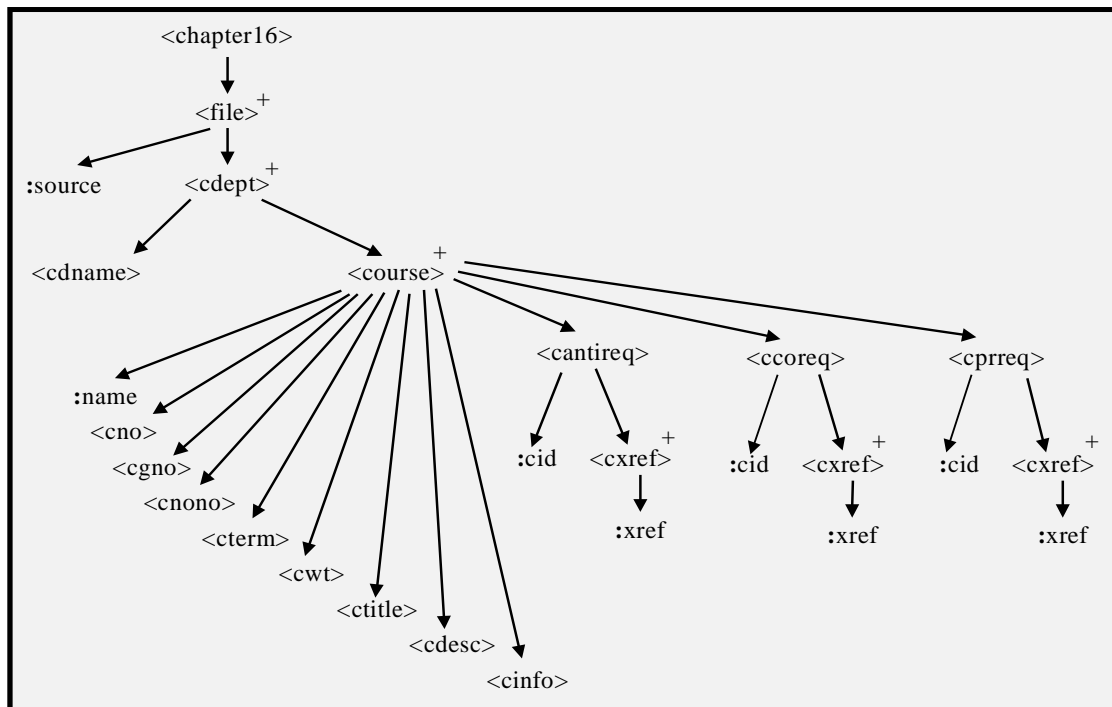 <chapter16>
<file>+
:source
<cdept>+
<cdname>
<course>+
<cantireq>
<ccoreq>
<cprreq>
:name
<cno>
<cgno>
<cnono>
<cterm>
<cwt>
<ctitle>
<cdesc>
<cinfo>
:cid
<cxref>+
:xref
:cid
<cxref>+
:xref
:cid
<cxref>+
:xref